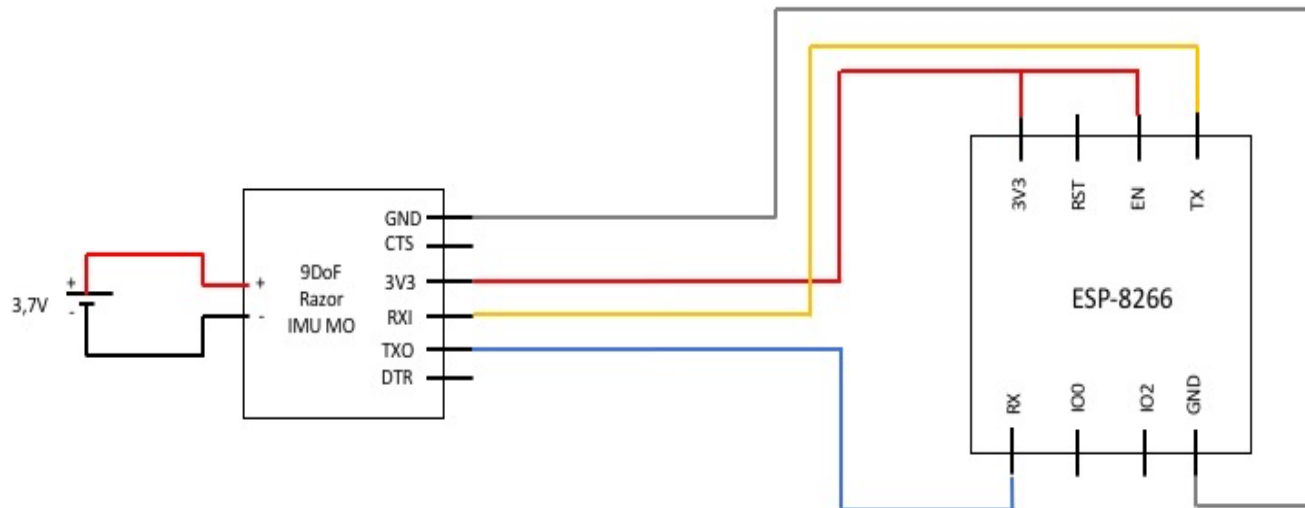 3V3
RST
EN
TX
GND
CTS
3V3
RXI
TXO
DTR
9DoF
Razor
IMU MO
+
-
+
-
3,7V
ESP-8266
RX
IO0
IO2
GND